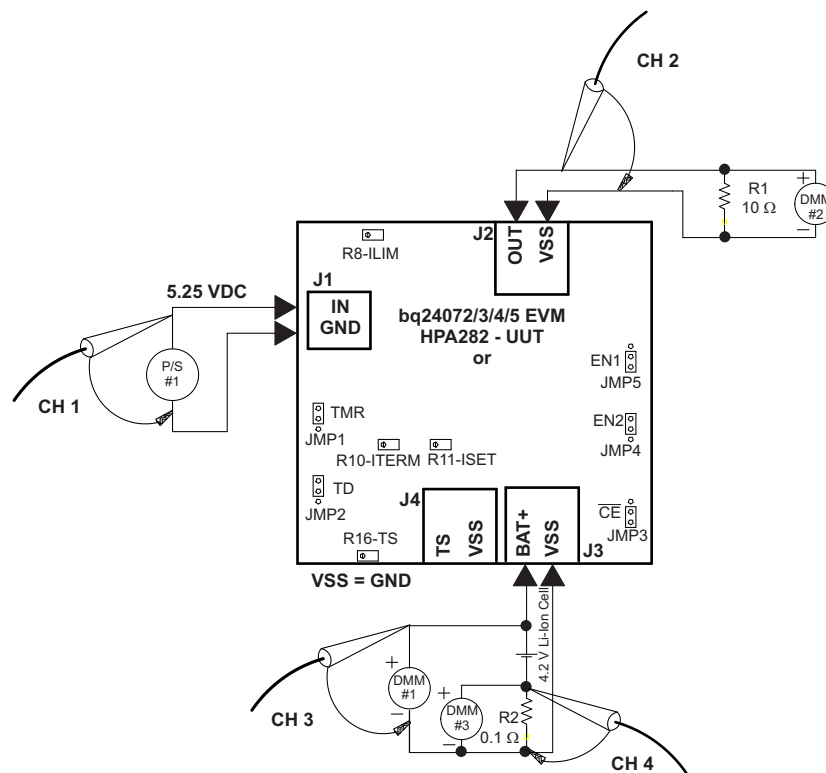 CH 2
R1
10 Ω
+
DMM
#2
–
J2
OUT
VSS
R8-ILIM
J1
5.25 VDC
IN
GND
bq24072/3/4/5 EVM
HPA282 - UUT
or
P/S
#1
CH 1
EN1
JMP5
TMR
JMP1
EN2
JMP4
R10-ITERM
R11-ISET
TD
JMP2
J4
TS
VSS
BAT+
VSS
J3
CE
JMP3
R16-TS
VSS = GND
4.2 V Li-Ion Cell
CH 3
+
DMM
#1
–
+
DMM
#3
–
R2
0.1 Ω
CH 4